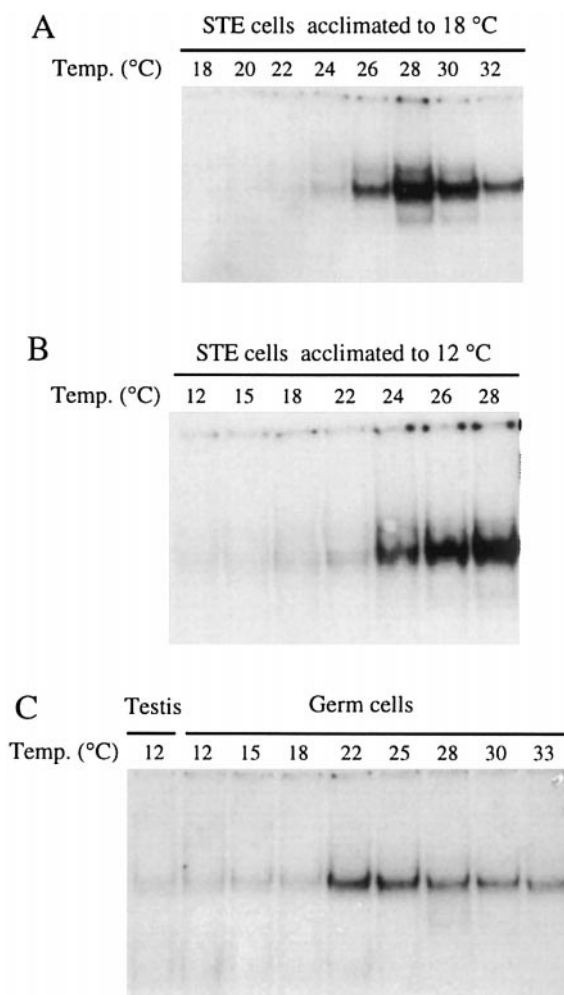 A
STE cells acclimated to 18 °C
Temp. (°C) 18 20 22 24 26 28 30 32
B
STE cells acclimated to 12 °C
Temp. (°C) 12 15 18 22 24 26 28
C
Testis Germ cells
Temp. (°C) 12 12 15 18 22 25 28 30 33